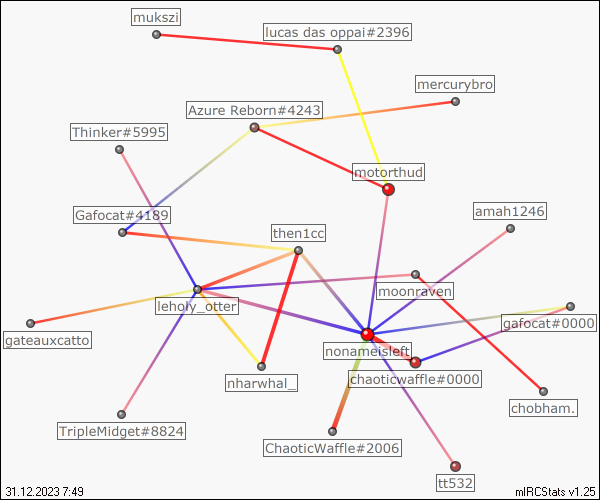 mukszi
lucas das oppai#2396
mercurybro
Azure Reborn#4243
Thinker#5995
motorthud
Gafocat#4189
amah1246
then1cc
moonraven
leholy_otter
gafocat#0000
gateauxcatto
nonameisleft
chaoticwaffle#0000
nharwhal_
chobham.
TripleMidget#8824
ChaoticWaffle#2006
tt532
31.12.2023 7:49
mIRCStats v1.25